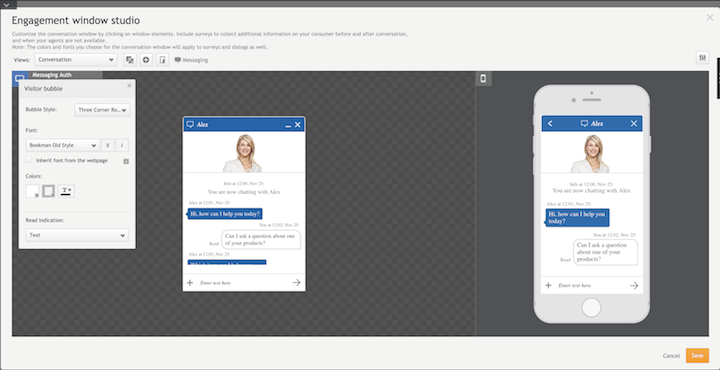 Engagement window studio
Customize the conversation window by clicking on window elements. Include surveys to collect additional information on your consumer before and after conversation,
and when your agents are not available.
Note: The colors and fonts you choose for the conversation window will apply to surveys and dialogs as well.
Views: Conversation Messaging
Messaging Auth
Visitor bubble
Bubble Style: Three Corner Ro...
Font:
Bookman Old Style B I
Inherit font from the webpage
Colors:
T
Read Indication:
Text
Alex
Info at 12:00, Nov 25
You are now chatting with Alex
Alex at 12:01, Nov 25
Hi, how can I help you today?
You at 12:02, Nov 25
Can I ask a question about one
of your products?
Read
Alex at 12:05, Nov 25
Enter text here
Alex
Info at 12:00, Nov 25
You are now chatting with Alex
Alex at 12:01, Nov 25
Hi, how can I help you
today?
You at 12:02, Nov 25
Can I ask a question
about one of your
products?
Read
Enter text here
Cancel Save